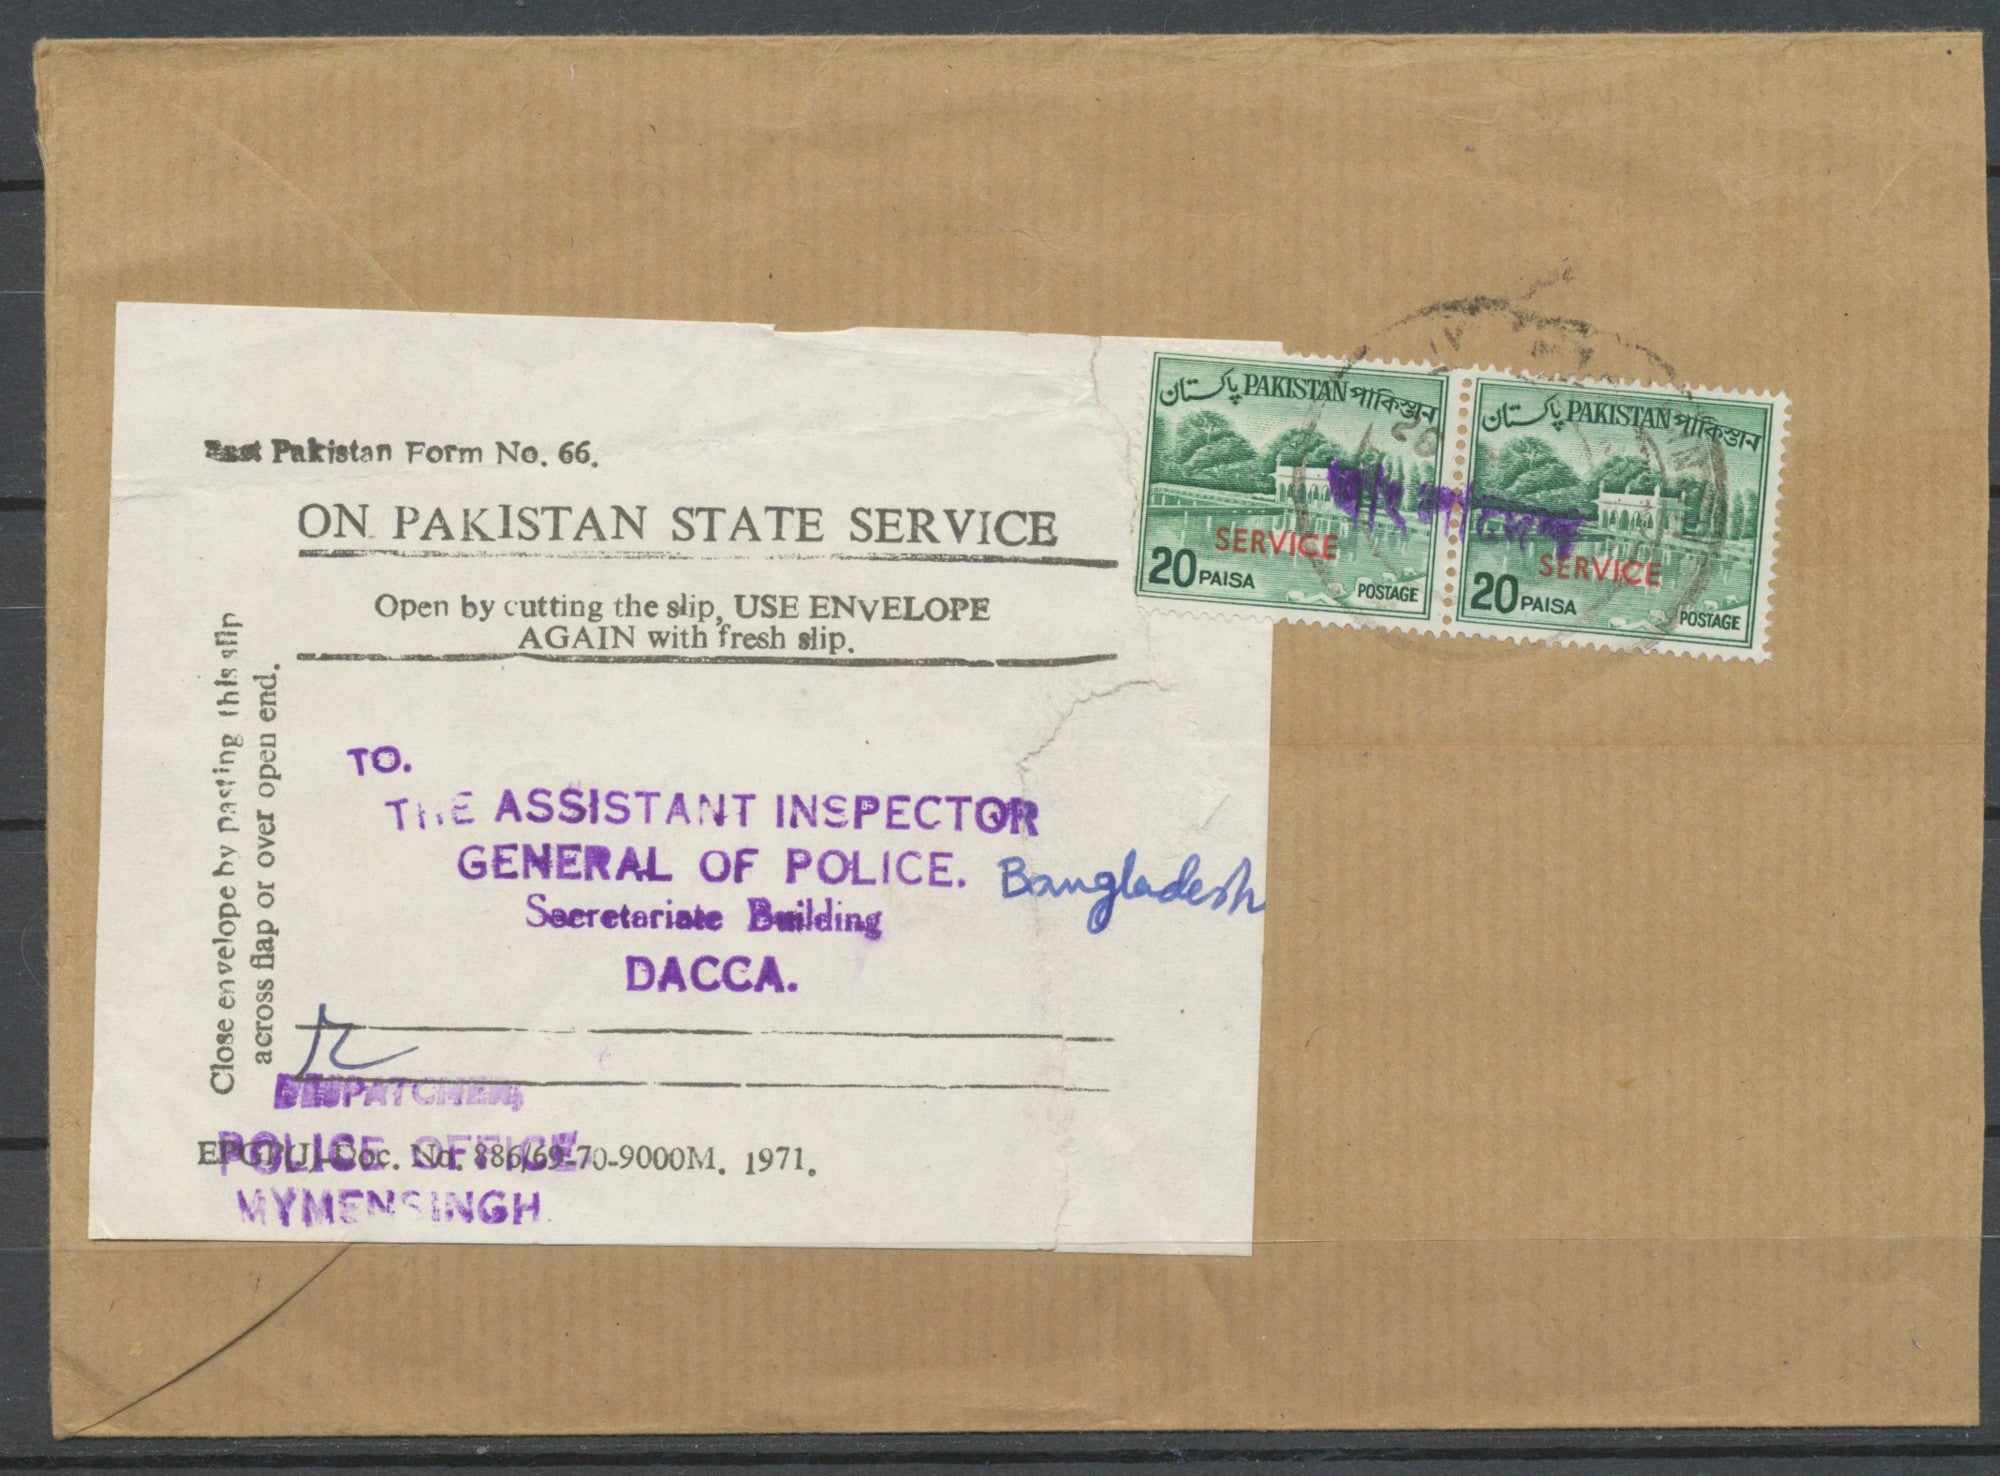 East Pakistan Form No. 66.
ON PAKISTAN STATE SERVICE
Open by cutting the slip, USE ENVELOPE
AGAIN with fresh slip.
Close envelope by pasting this slip
across flap or over open end.
TO.
THE ASSISTANT INSPECTOR
GENERAL OF POLICE. Bangladesh
Secretariate Building
DACCA.
DESPATCHER,
POLICE OFFICE
EPGP(J) Doc. No. 886/69-70-9000M. 1971.
MYMENSINGH.
پاکستان PAKISTAN পাকিস্তান
SERVICE
20 PAISA POSTAGE
پاکستان PAKISTAN পাকিস্তান
SERVICE
20 PAISA POSTAGE
বাংলাদেশ
26